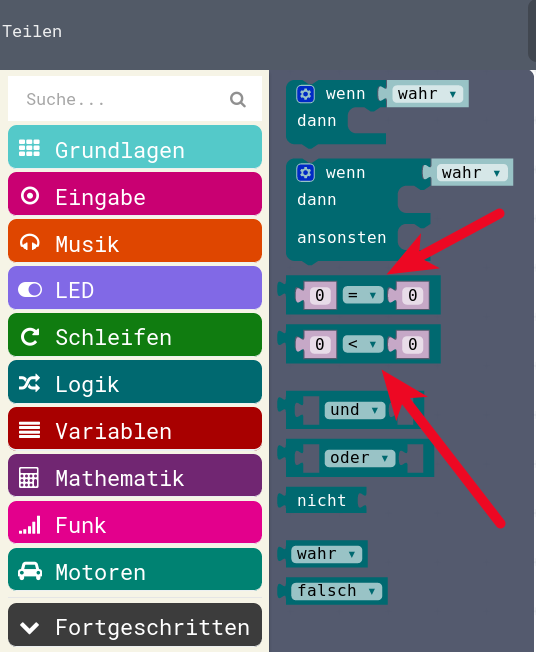 Teilen
Suche...
Grundlagen
Eingabe
Musik
LED
Schleifen
Logik
Variablen
Mathematik
Funk
Motoren
Fortgeschritten
wenn wahr
dann
wenn wahr
dann
ansonsten
0 = 0
0 < 0
und
oder
nicht
wahr
falsch